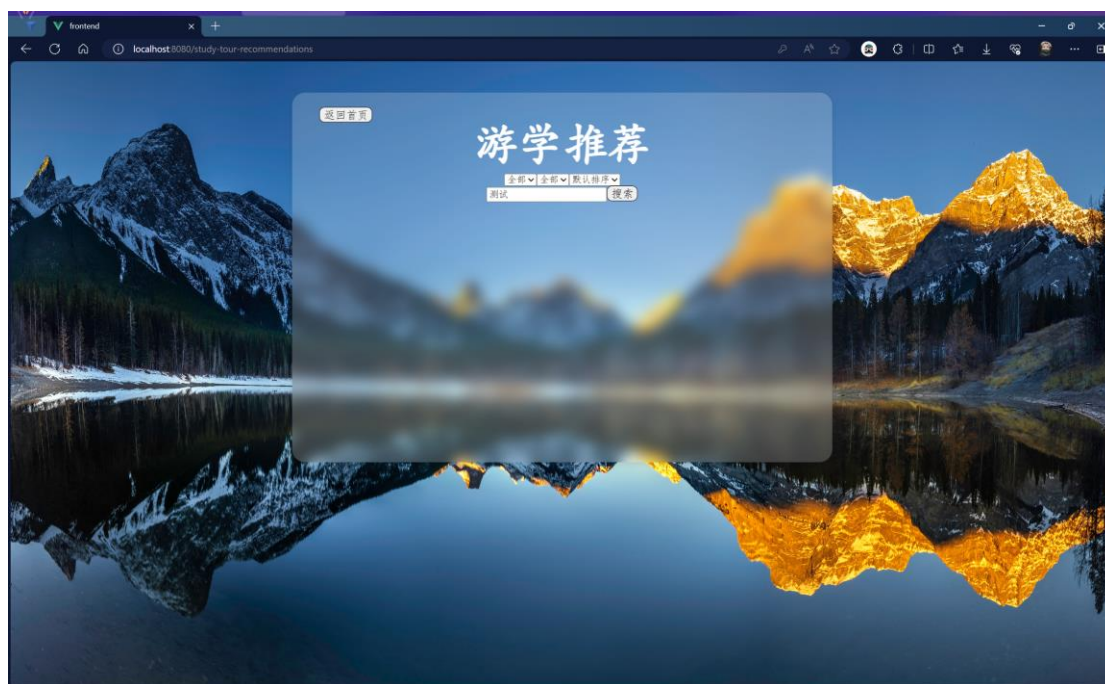 frontend
localhost:8080/study-tour-recommendations
返回首页
游学推荐
全部 全部 默认排序
测试 搜索